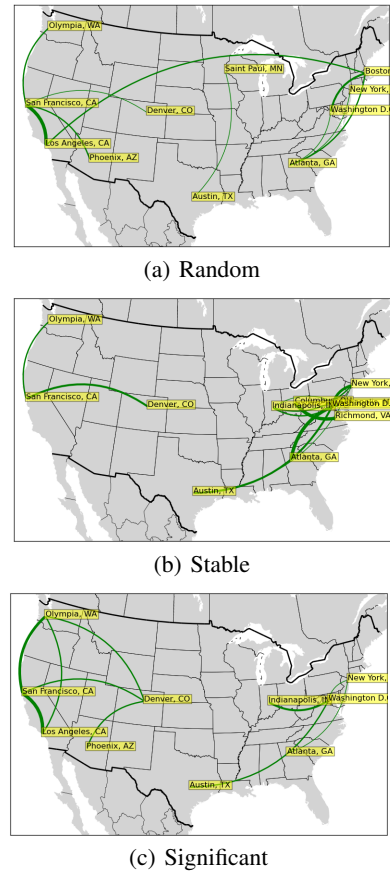 Olympia, WA
Saint Paul, MN
Boston
San Francisco, CA
Denver, CO
New York,
Washington D.C
Los Angeles, CA
Phoenix, AZ
Atlanta, GA
Austin, TX
(a) Random
Olympia, WA
New York,
San Francisco, CA
Denver, CO
Indianapolis, I
Washington D.
Richmond, VA
Atlanta, GA
Austin, TX
(b) Stable
Olympia, WA
New York,
San Francisco, CA
Denver, CO
Indianapolis, I
Washington D.
Los Angeles, CA
Phoenix, AZ
Atlanta, GA
Austin, TX
(c) Significant